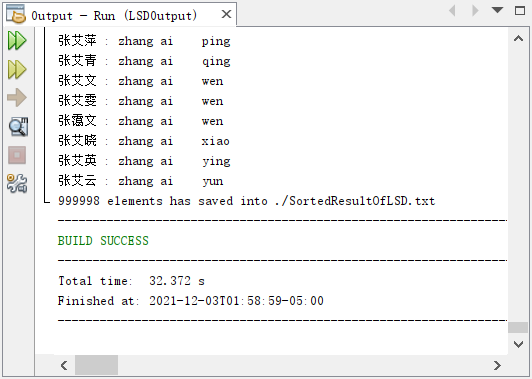 Output - Run (LSDOutput)
张艾萍 : zhang ai    ping
张艾青 : zhang ai    qing
张艾文 : zhang ai    wen
张艾雯 : zhang ai    wen
张霭文 : zhang ai    wen
张艾晓 : zhang ai    xiao
张艾英 : zhang ai    ying
张艾云 : zhang ai    yun
999998 elements has saved into ./SortedResultOfLSD.txt
BUILD SUCCESS
Total time:  32.372 s
Finished at: 2021-12-03T01:58:59-05:00